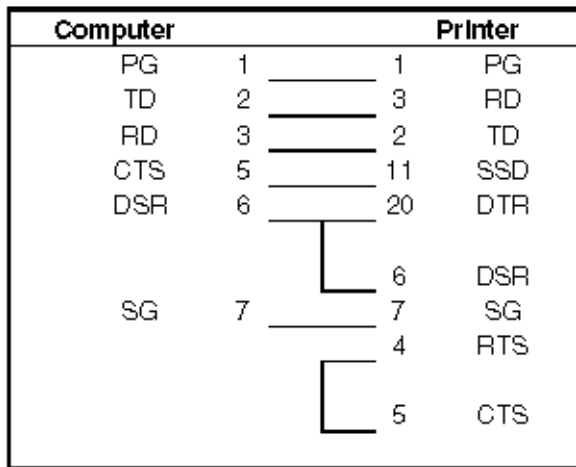 Computer Printer
PG 1 1 PG
TD 2 3 RD
RD 3 2 TD
CTS 5 11 SSD
DSR 6 20 DTR
6 DSR
SG 7 7 SG
4 RTS
5 CTS